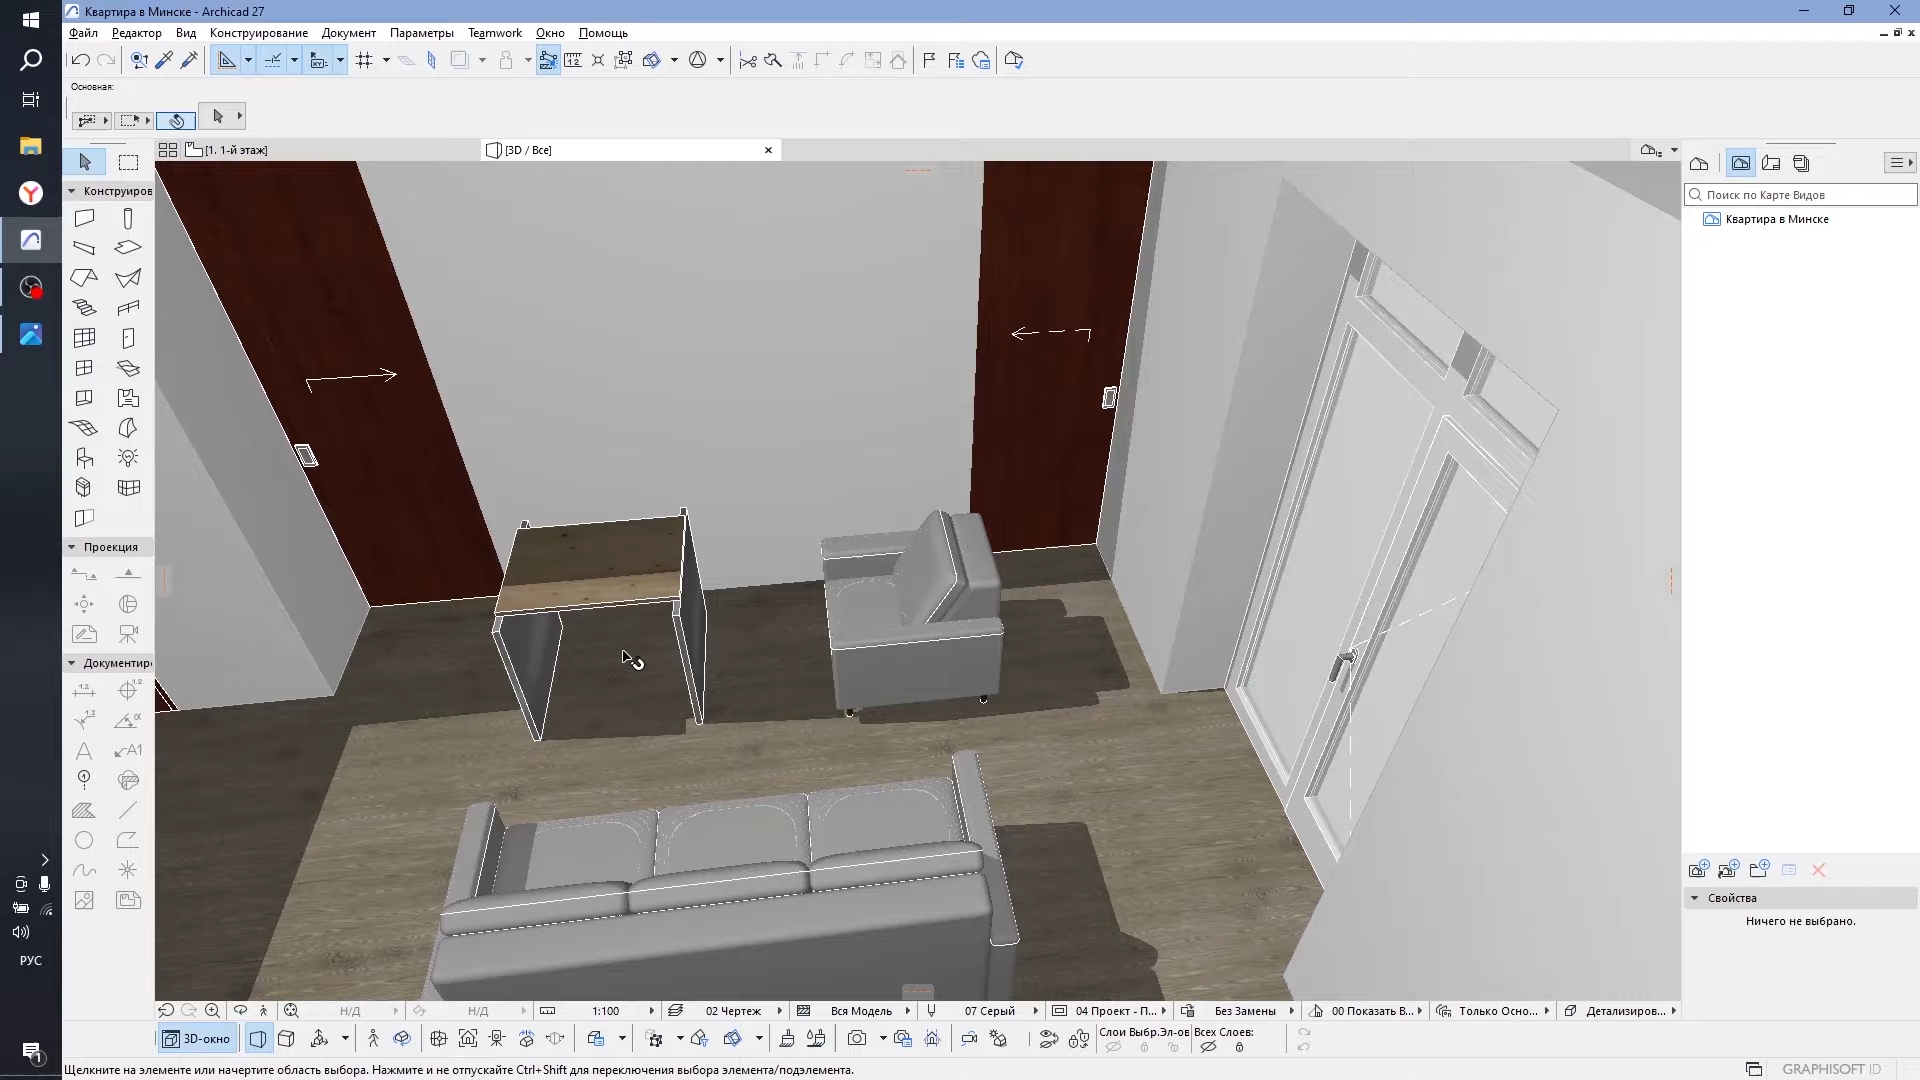 Квартира в Минске - Archicad 27
Файл Редактор Вид Конструирование Документ Параметры Teamwork Окно Помощь
Основная:
[1. 1-й этаж]
[3D / Все]
Поиск по Карте Видов
Квартира в Минске
Конструиров
Проекция
Документирс
A
A1
РУС
Свойства
Ничего не выбрано.
Н/Д
Н/Д
1:100
02 Чертеж
Вся Модель
07 Серый
04 Проект - П...
Без Замены
00 Показать В...
Только Осно...
Детализиров...
3D-окно
Слои Выбр.Эл-ов
Всех Слоев:
Щелкните на элементе или начертите область выбора. Нажмите и не отпускайте Ctrl+Shift для переключения выбора элемента/подэлемента.
GRAPHISOFT ID